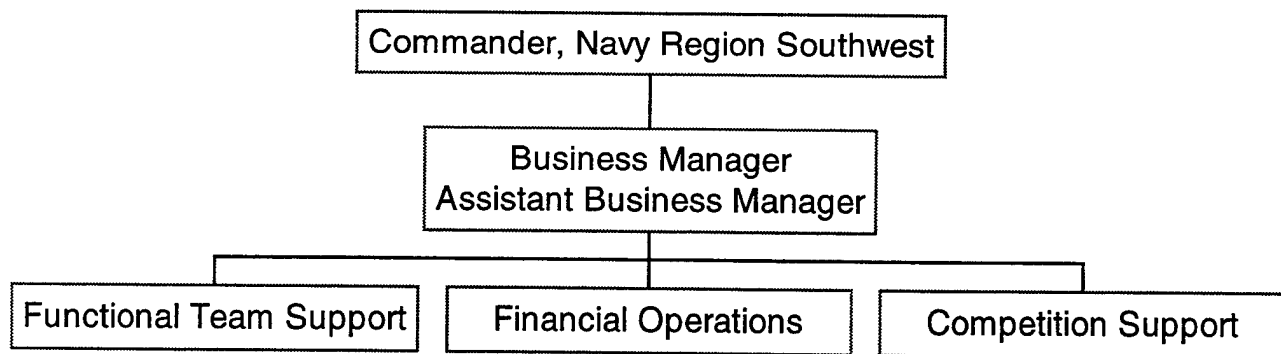 Commander, Navy Region Southwest
Business Manager
Assistant Business Manager
Functional Team Support
Financial Operations
Competition Support